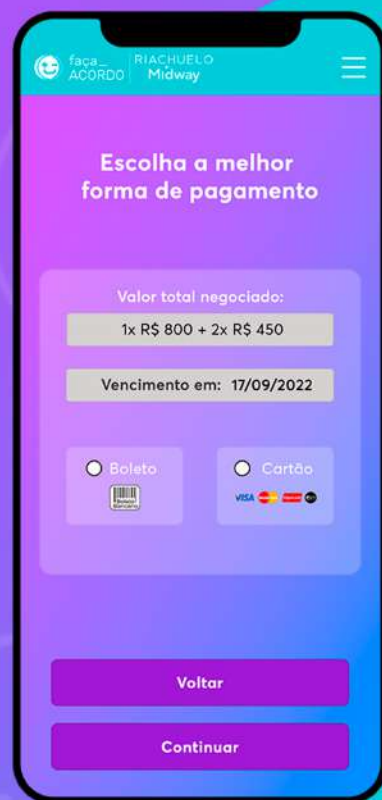 faça_
ACORDO
RIACHUELO
Midway
Escolha a melhor
forma de pagamento
Valor total negociado:
1x R$ 800 + 2x R$ 450
Vencimento em: 17/09/2022
Boleto
Cartão
VISA
Voltar
Continuar